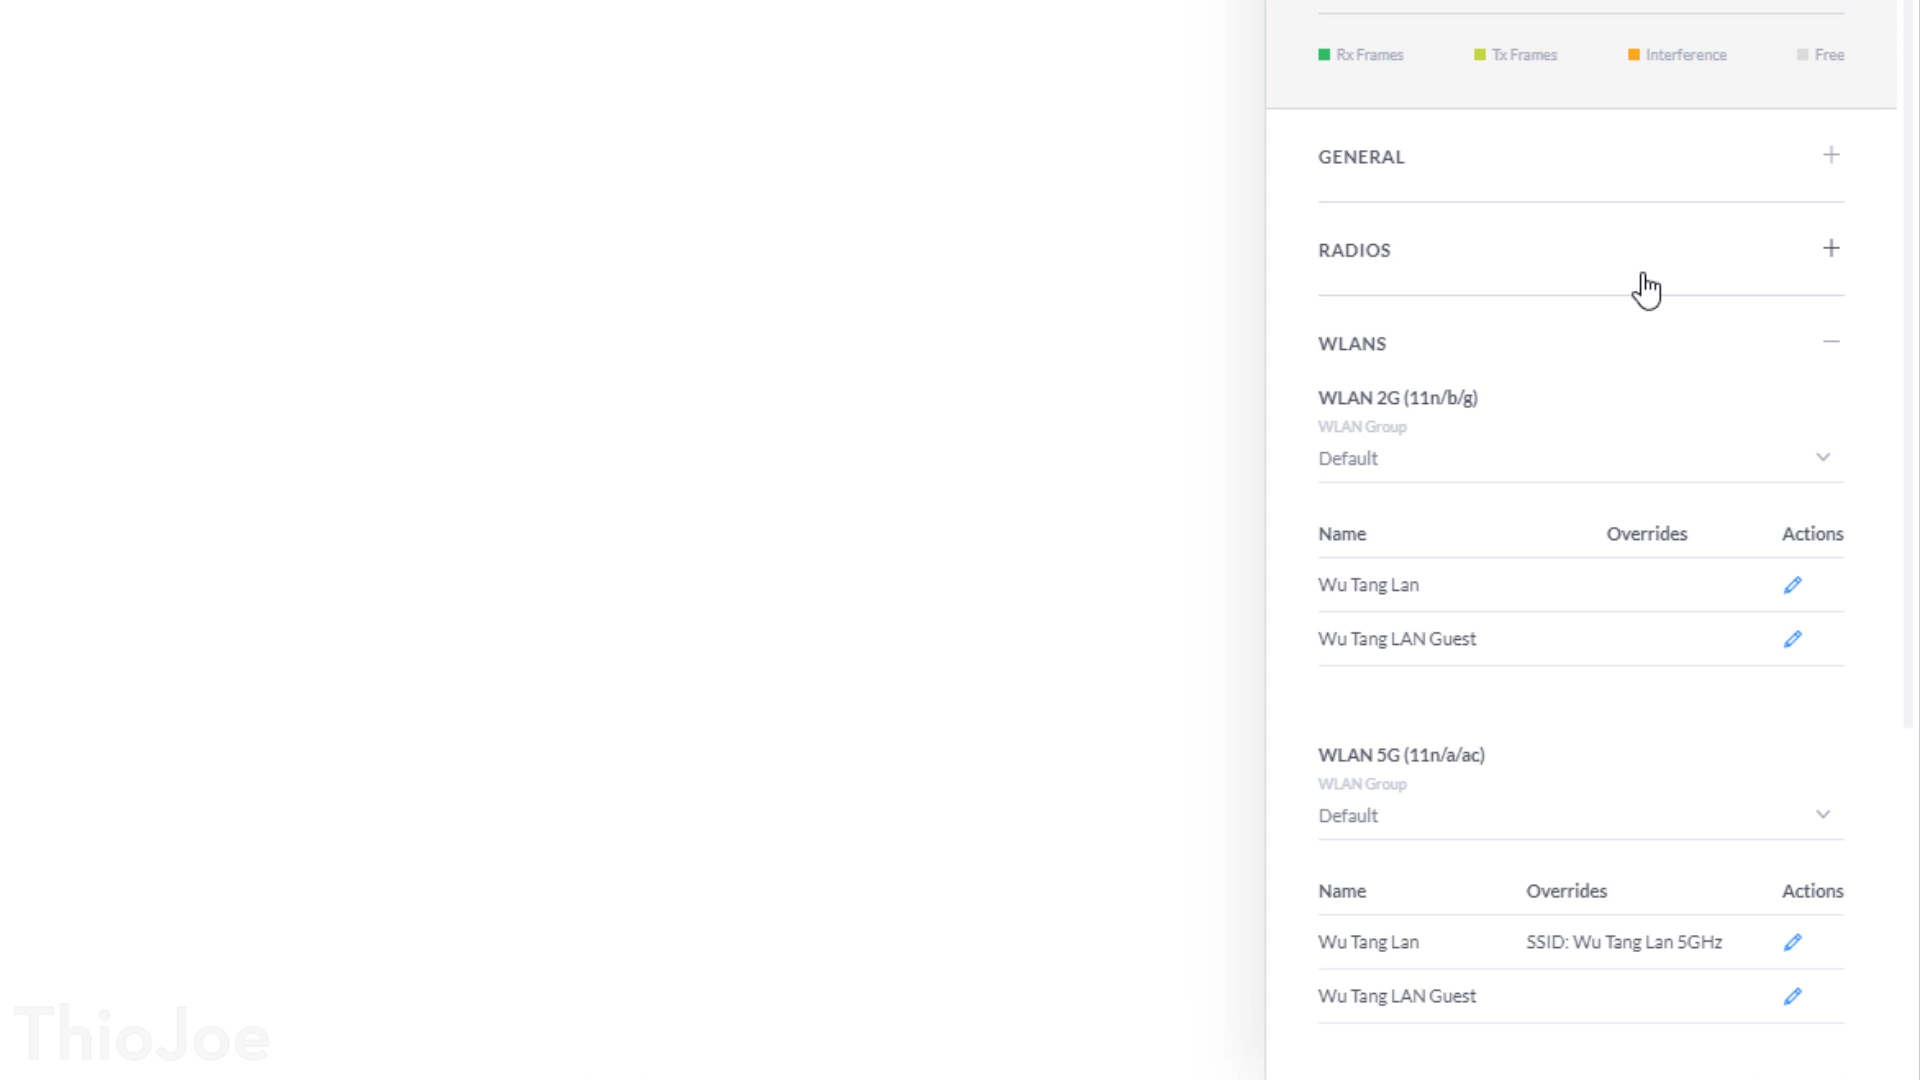 Rx Frames Tx Frames Interference Free
GENERAL
RADIOS
WLANS
WLAN 2G (11n/b/g)
WLAN Group
Default
Name Overrides Actions
Wu Tang Lan
Wu Tang LAN Guest
WLAN 5G (11n/a/ac)
WLAN Group
Default
Name Overrides Actions
Wu Tang Lan SSID: Wu Tang Lan 5GHz
Wu Tang LAN Guest
ThioJoe